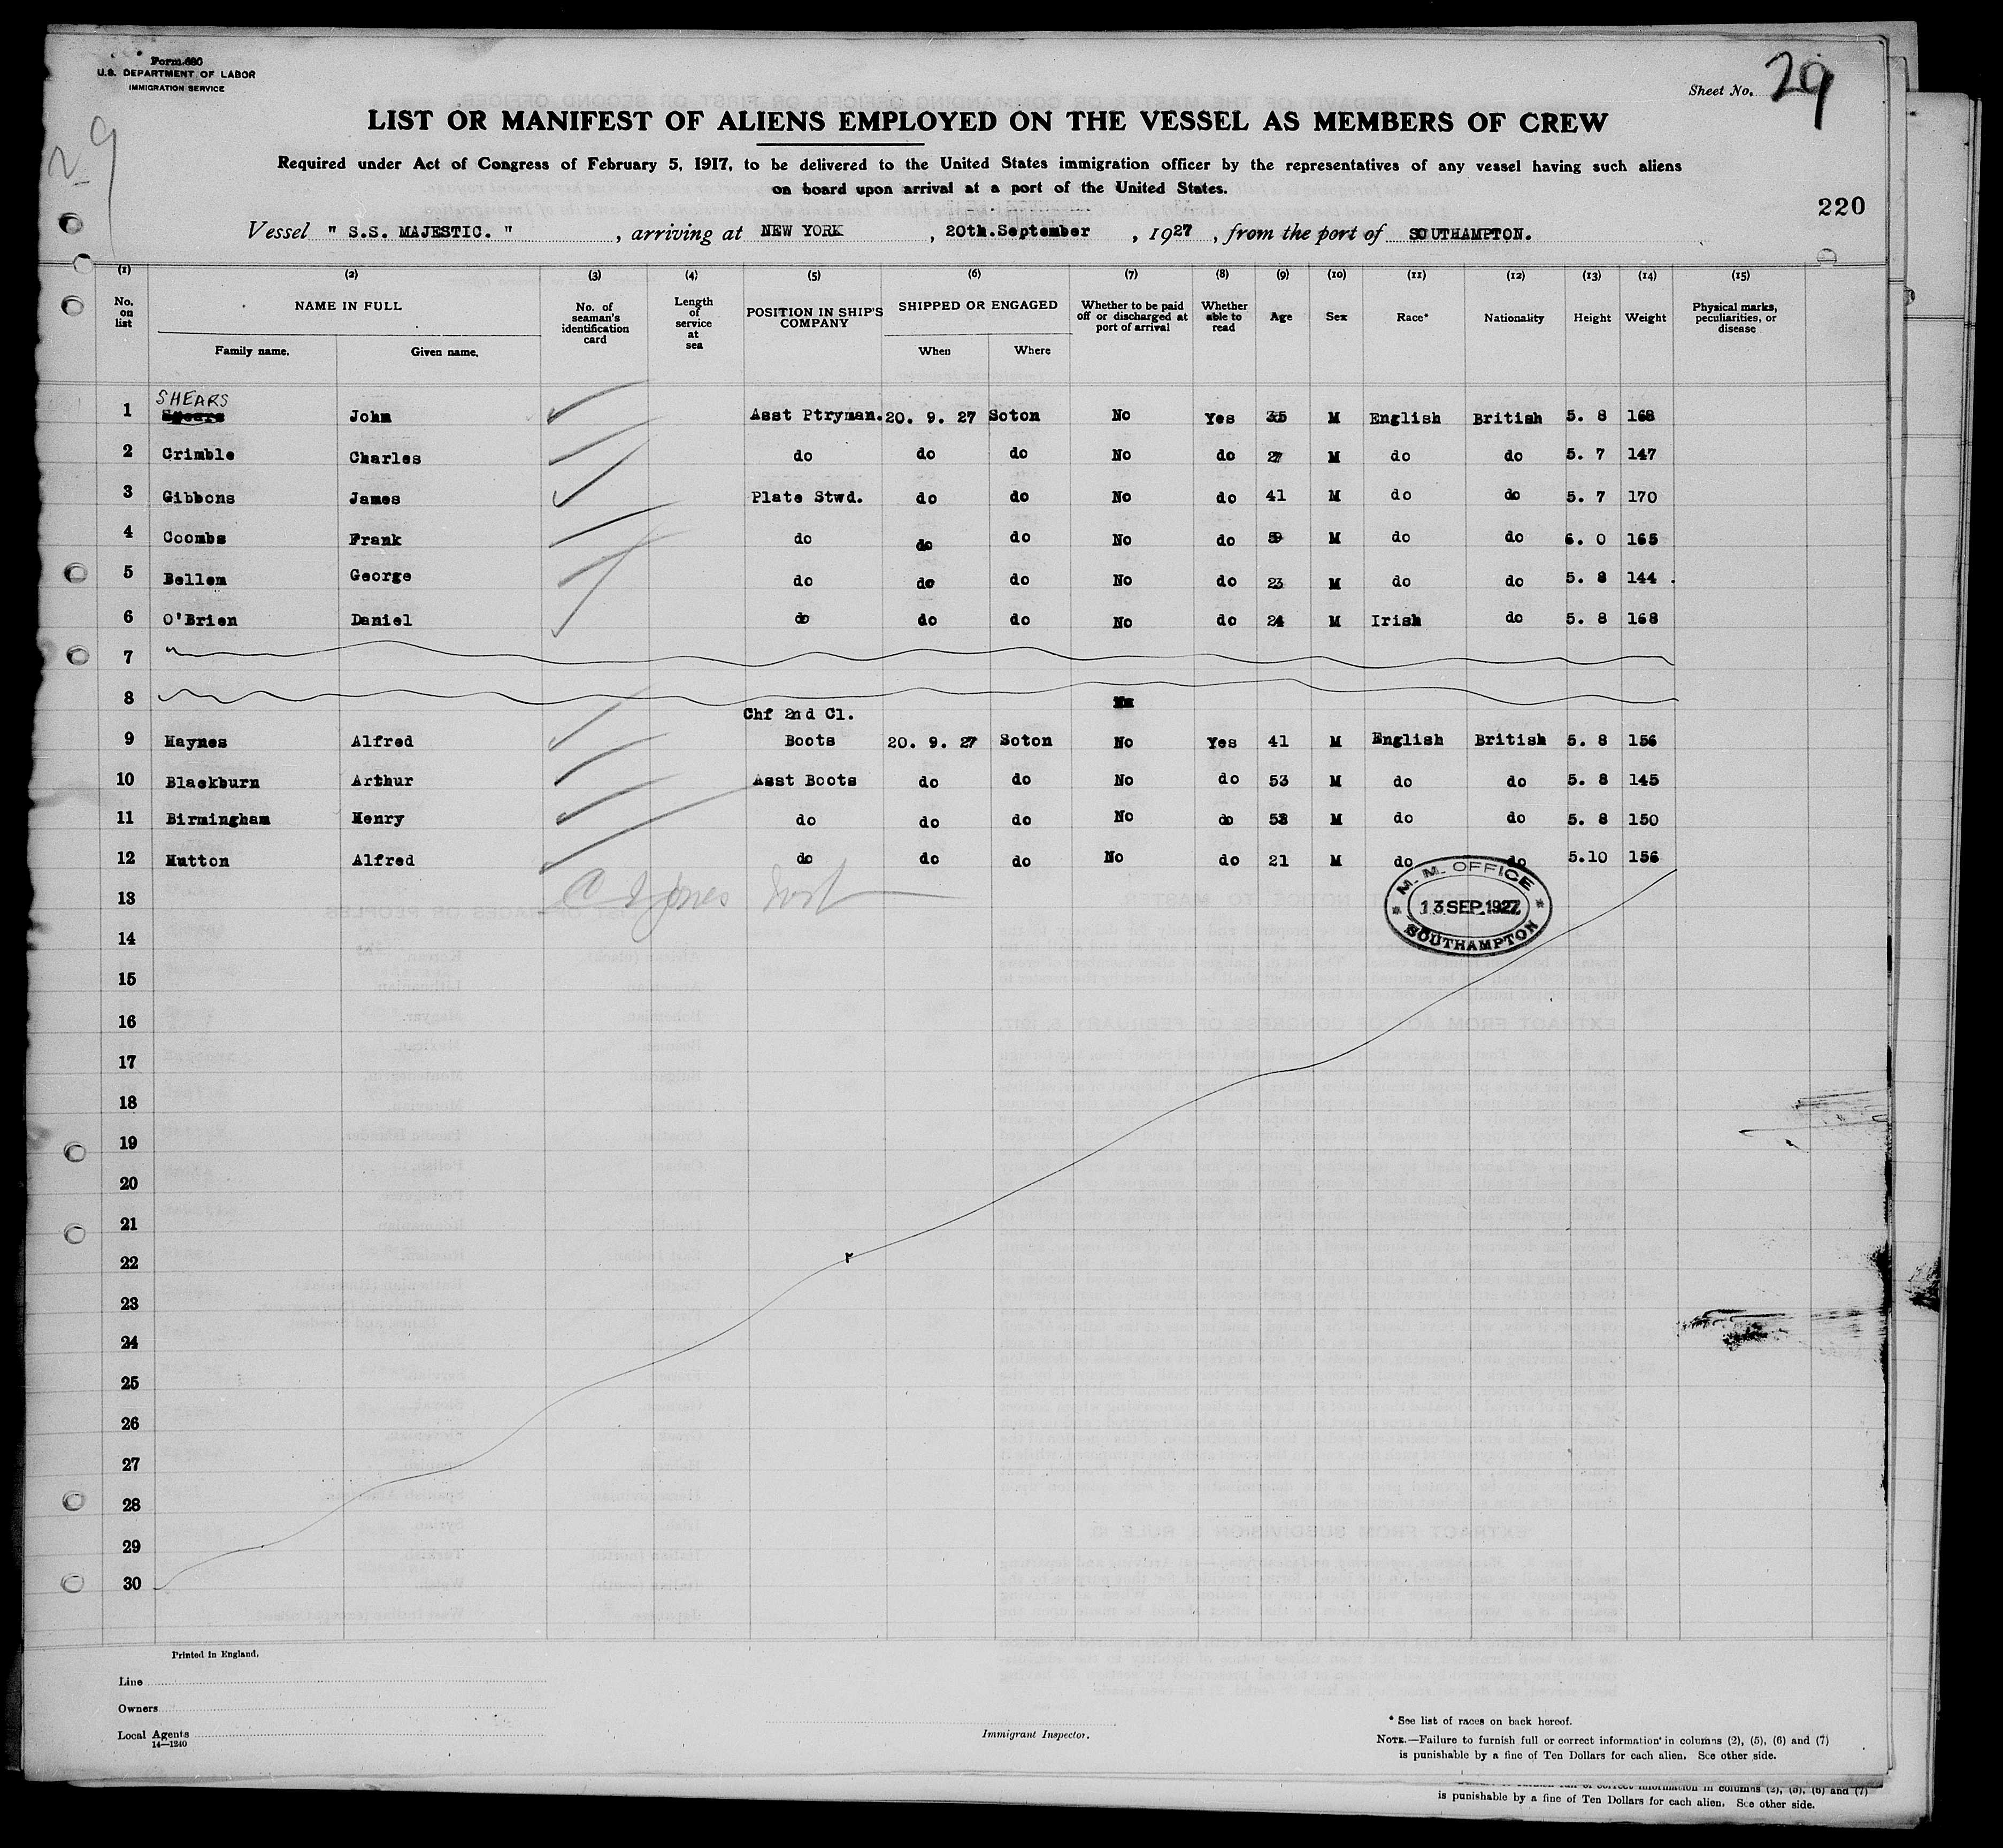 Form 680
U.S. DEPARTMENT OF LABOR
IMMIGRATION SERVICE
Sheet No. 29
29
LIST OR MANIFEST OF ALIENS EMPLOYED ON THE VESSEL AS MEMBERS OF CREW
Required under Act of Congress of February 5, 1917, to be delivered to the United States immigration officer by the representatives of any vessel having such aliens
on board upon arrival at a port of the United States.
220
Vessel " S.S. MAJESTIC. " , arriving at NEW YORK , 20th.September , 1927 , from the port of SOUTHAMPTON.
(1) (2) (3) (4) (5) (6) (7) (8) (9) (10) (11) (12) (13) (14) (15)
No. on list NAME IN FULL Family name. Given name. No. of seaman's identification card Length of service at sea POSITION IN SHIP'S COMPANY SHIPPED OR ENGAGED When Where Whether to be paid off or discharged at port of arrival Whether able to read Age Sex Race* Nationality Height Weight Physical marks, peculiarities, or disease
SHEARS
1 John Asst Ptryman. 20. 9. 27 Soton No Yes 35 M English British 5. 8 168
2 Crimble Charles do do do No do 27 M do do 5. 7 147
3 Gibbons James Plate Stwd. do do No do 41 M do do 5. 7 170
4 Coombs Frank do do do No do 59 M do do 6. 0 165
5 Bellem George do do do No do 23 M do do 5. 8 144 .
6 O'Brien Daniel do do do No do 24 M Irish do 5. 8 168
7
8
Chf 2nd Cl.
9 Haynes Alfred Boots 20. 9. 27 Soton No Yes 41 M English British 5. 8 156
10 Blackburn Arthur Asst Boots do do No do 53 M do do 5. 8 145
11 Birmingham Henry do do do No do 53 M do do 5. 8 150
12 Hutton Alfred do do do No do 21 M do do 5.10 156
13
M. M. OFFICE
13 SEP 1927
SOUTHAMPTON
14
15
16
17
18
19
20
21
22
23
24
25
26
27
28
29
30
Printed in England.
Line
Owners
Local Agents
14—1240
Immigrant Inspector.
* See list of races on back hereof.
NOTE.—Failure to furnish full or correct information in columns (2), (5), (6) and (7)
is punishable by a fine of Ten Dollars for each alien. See other side.
is punishable by a fine of Ten Dollars for each alien. See other side.